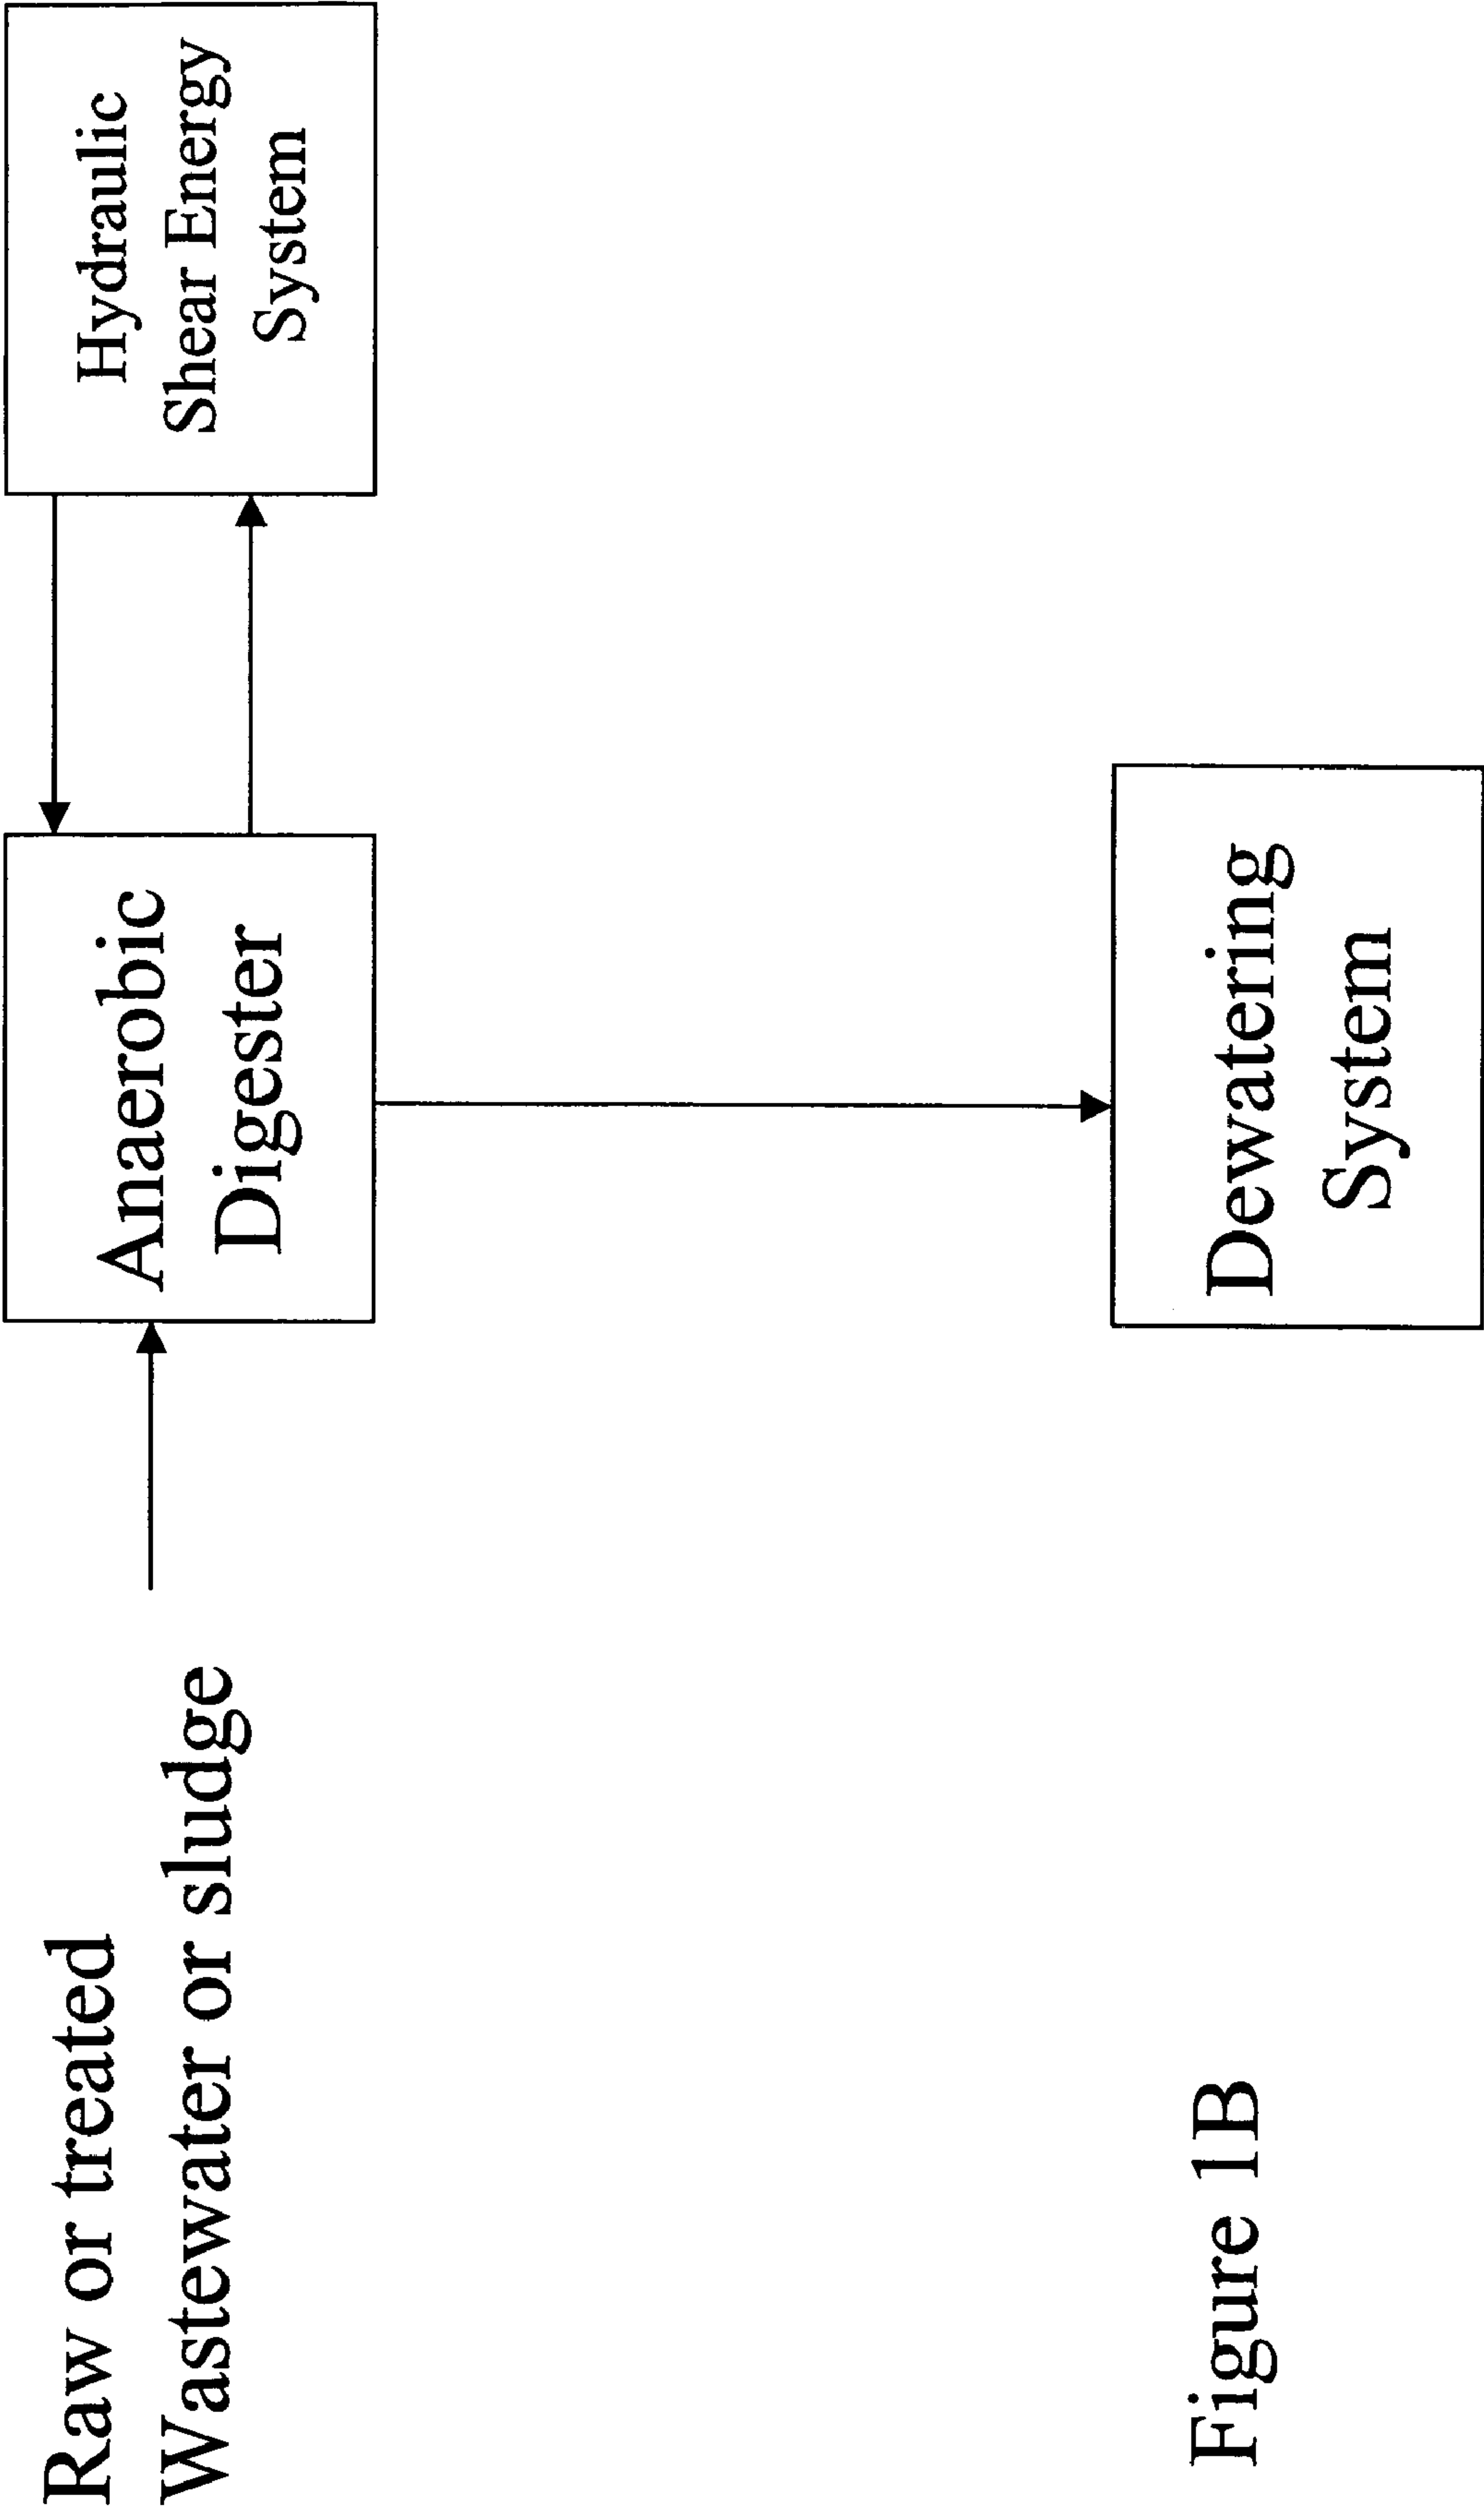 Raw or treated
Wastewater or sludge
Anaerobic
Digester
Hydraulic
Shear Energy
System
Dewatering
System
Figure 1B